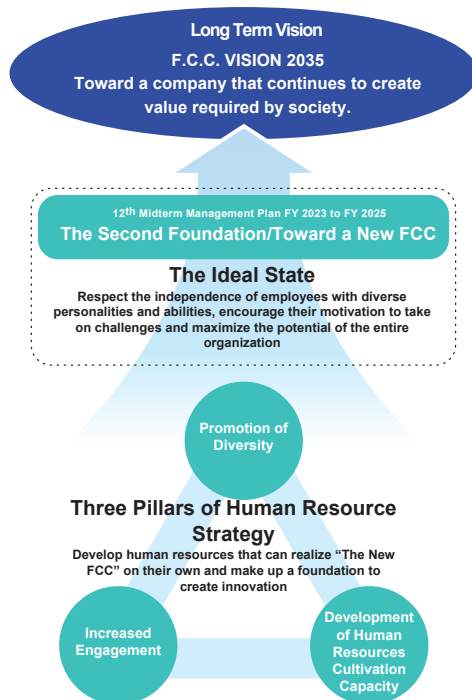 Long Term Vision
F.C.C. VISION 2035
Toward a company that continues to create
value required by society.
12th Midterm Management Plan FY 2023 to FY 2025
The Second Foundation/Toward a New FCC
The Ideal State
Respect the independence of employees with diverse
personalities and abilities, encourage their motivation to take
on challenges and maximize the potential of the entire
organization
Promotion of
Diversity
Three Pillars of Human Resource
Strategy
Develop human resources that can realize “The New
FCC” on their own and make up a foundation to
create innovation
Increased
Engagement
Development
of Human
Resources
Cultivation
Capacity